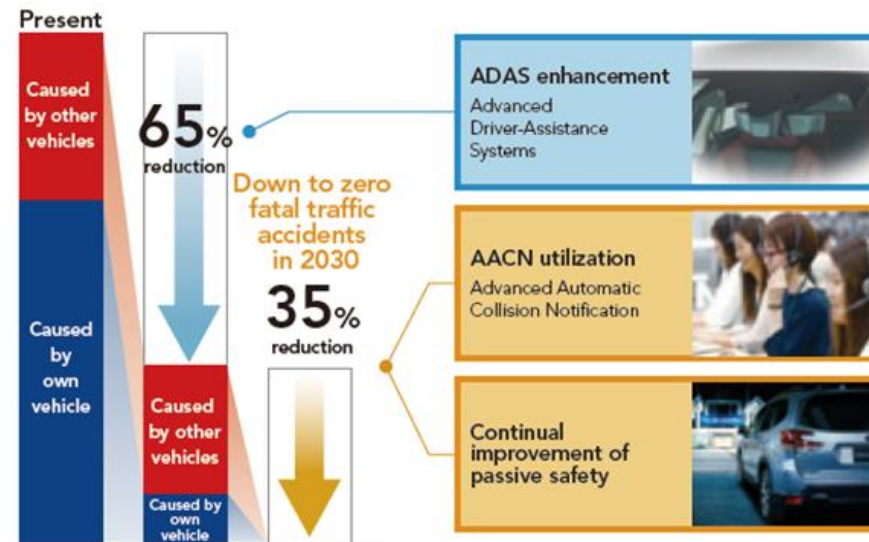 Present
Caused
by other
vehicles
Caused
by
own
vehicle
65%
reduction
Caused
by other
vehicles
Caused by
own
vehicle
Down to zero
fatal traffic
accidents
in 2030
35%
reduction
ADAS enhancement
Advanced
Driver-Assistance
Systems
AACN utilization
Advanced Automatic
Collision Notification
Continual
improvement of
passive safety